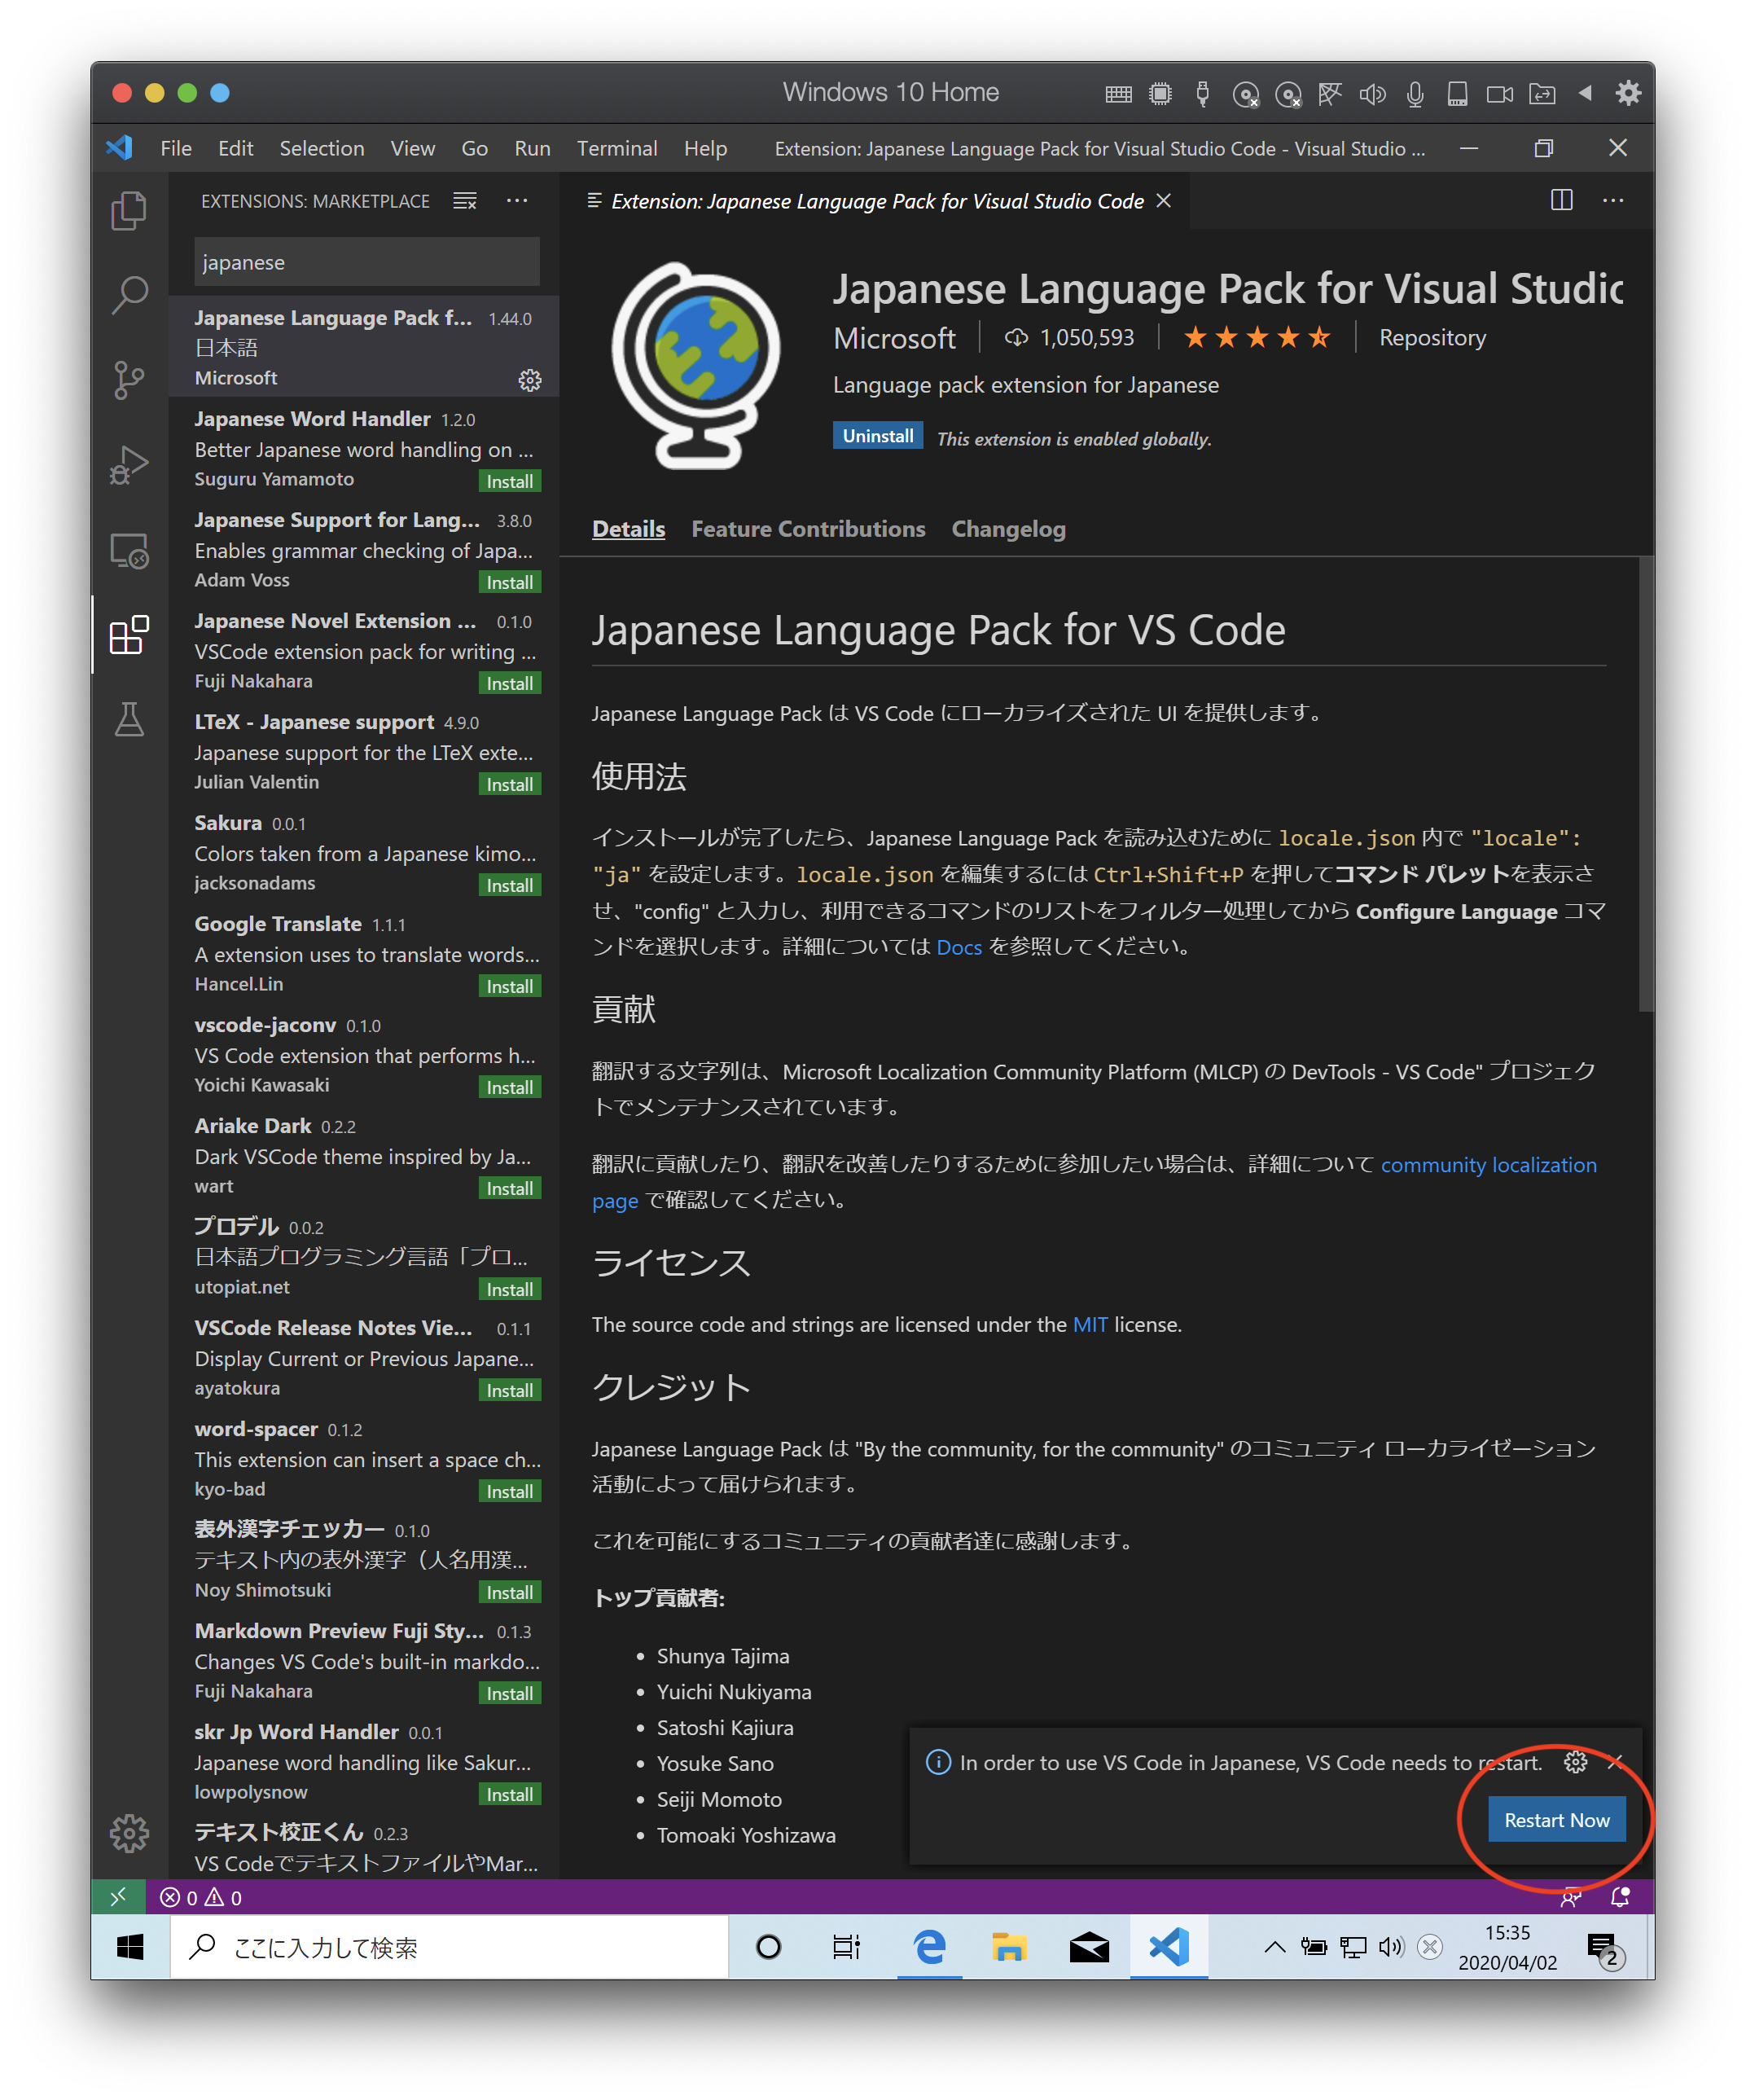 Windows 10 Home
File Edit Selection View Go Run Terminal Help Extension: Japanese Language Pack for Visual Studio Code - Visual Studio ...
EXTENSIONS: MARKETPLACE
japanese
Japanese Language Pack f... 1.44.0
日本語
Microsoft
Japanese Word Handler 1.2.0
Better Japanese word handling on ...
Suguru Yamamoto Install
Japanese Support for Lang... 3.8.0
Enables grammar checking of Japa...
Adam Voss Install
Japanese Novel Extension ... 0.1.0
VSCode extension pack for writing ...
Fuji Nakahara Install
LTeX - Japanese support 4.9.0
Japanese support for the LTeX exte...
Julian Valentin Install
Sakura 0.0.1
Colors taken from a Japanese kimo...
jacksonadams Install
Google Translate 1.1.1
A extension uses to translate words...
Hancel.Lin Install
vscode-jaconv 0.1.0
VS Code extension that performs h...
Yoichi Kawasaki Install
Ariake Dark 0.2.2
Dark VSCode theme inspired by Ja...
wart Install
プロデル 0.0.2
日本語プログラミング言語「プロ...
utopiat.net Install
VSCode Release Notes Vie... 0.1.1
Display Current or Previous Japane...
ayatokura Install
word-spacer 0.1.2
This extension can insert a space ch...
kyo-bad Install
表外漢字チェッカー 0.1.0
テキスト内の表外漢字（人名用漢...
Noy Shimotsuki Install
Markdown Preview Fuji Sty... 0.1.3
Changes VS Code's built-in markdo...
Fuji Nakahara Install
skr Jp Word Handler 0.0.1
Japanese word handling like Sakur...
lowpolysnow Install
テキスト校正くん 0.2.3
VS CodeでテキストファイルやMar...
Extension: Japanese Language Pack for Visual Studio Code
Japanese Language Pack for Visual Studic
Microsoft 1,050,593 Repository
Language pack extension for Japanese
Uninstall This extension is enabled globally.
Details Feature Contributions Changelog
Japanese Language Pack for VS Code
Japanese Language Pack は VS Code にローカライズされた UI を提供します。
使用法
インストールが完了したら、Japanese Language Pack を読み込むために locale.json 内で "locale":
"ja" を設定します。locale.json を編集するには Ctrl+Shift+P を押してコマンド パレットを表示さ
せ、"config" と入力し、利用できるコマンドのリストをフィルター処理してから Configure Language コマ
ンドを選択します。詳細については Docs を参照してください。
貢献
翻訳する文字列は、Microsoft Localization Community Platform (MLCP) の DevTools - VS Code" プロジェク
トでメンテナンスされています。
翻訳に貢献したり、翻訳を改善したりするために参加したい場合は、詳細について community localization
page で確認してください。
ライセンス
The source code and strings are licensed under the MIT license.
クレジット
Japanese Language Pack は "By the community, for the community" のコミュニティ ローカライゼーション
活動によって届けられます。
これを可能にするコミュニティの貢献者達に感謝します。
トップ貢献者:
• Shunya Tajima
• Yuichi Nukiyama
• Satoshi Kajiura
• Yosuke Sano
• Seiji Momoto
• Tomoaki Yoshizawa
In order to use VS Code in Japanese, VS Code needs to restart.
Restart Now
0 0
ここに入力して検索
15:35
2020/04/02
2